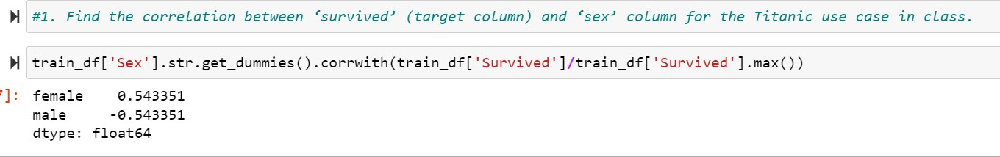 #1. Find the correlation between ‘survived’ (target column) and ‘sex’ column for the Titanic use case in class.
train_df['Sex'].str.get_dummies().corrwith(train_df['Survived']/train_df['Survived'].max())
7]: female    0.543351
male     -0.543351
dtype: float64